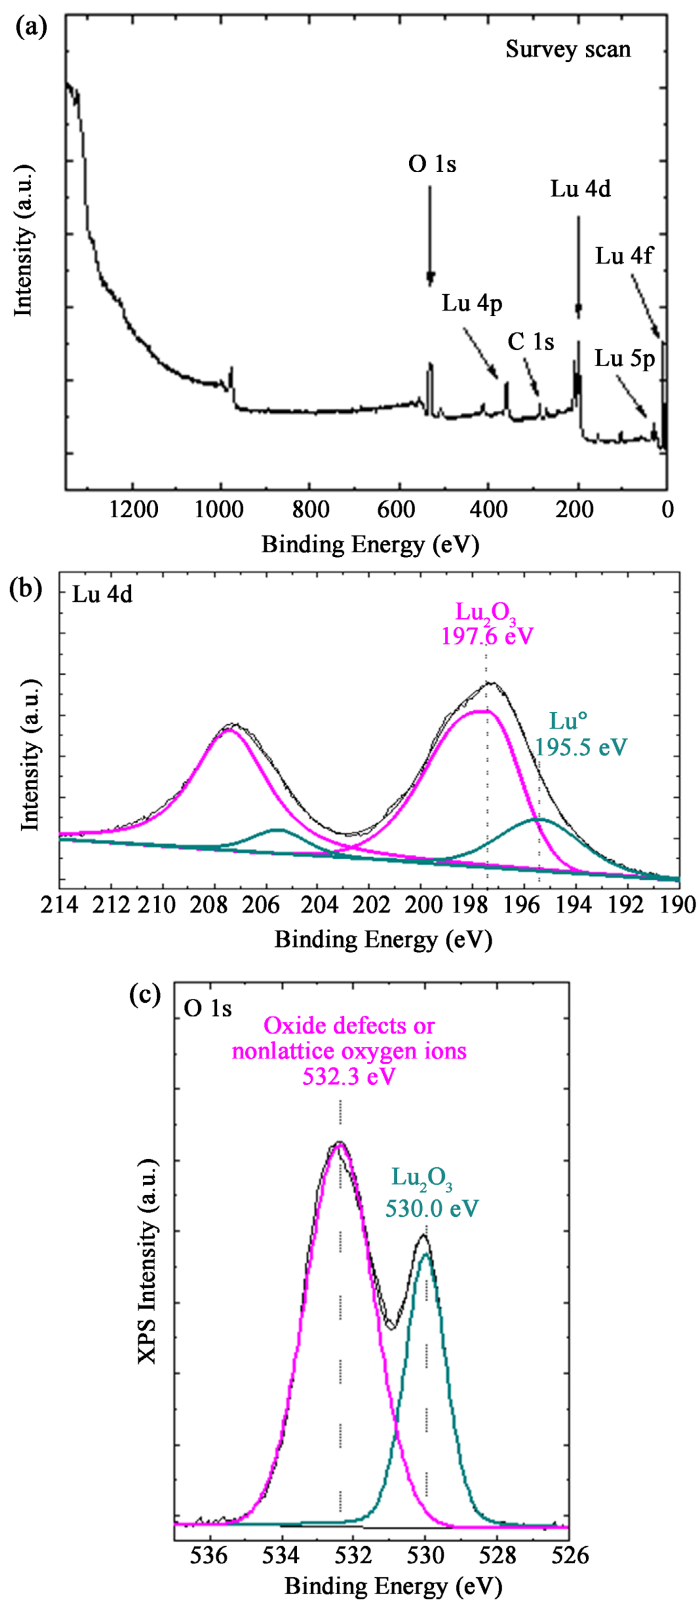 (a)
Survey scan
O 1s
Lu 4d
Lu 4f
Lu 4p
C 1s
Lu 5p
Intensity (a.u.)
1200 1000 800 600 400 200 0
Binding Energy (eV)
(b)
Lu 4d
Lu₂O₃
197.6 eV
Lu°
195.5 eV
Intensity (a.u.)
214 212 210 208 206 204 202 200 198 196 194 192 190
Binding Energy (eV)
(c)
O 1s
Oxide defects or
nonlattice oxygen ions
532.3 eV
Lu₂O₃
530.0 eV
XPS Intensity (a.u.)
536 534 532 530 528 526
Binding Energy (eV)